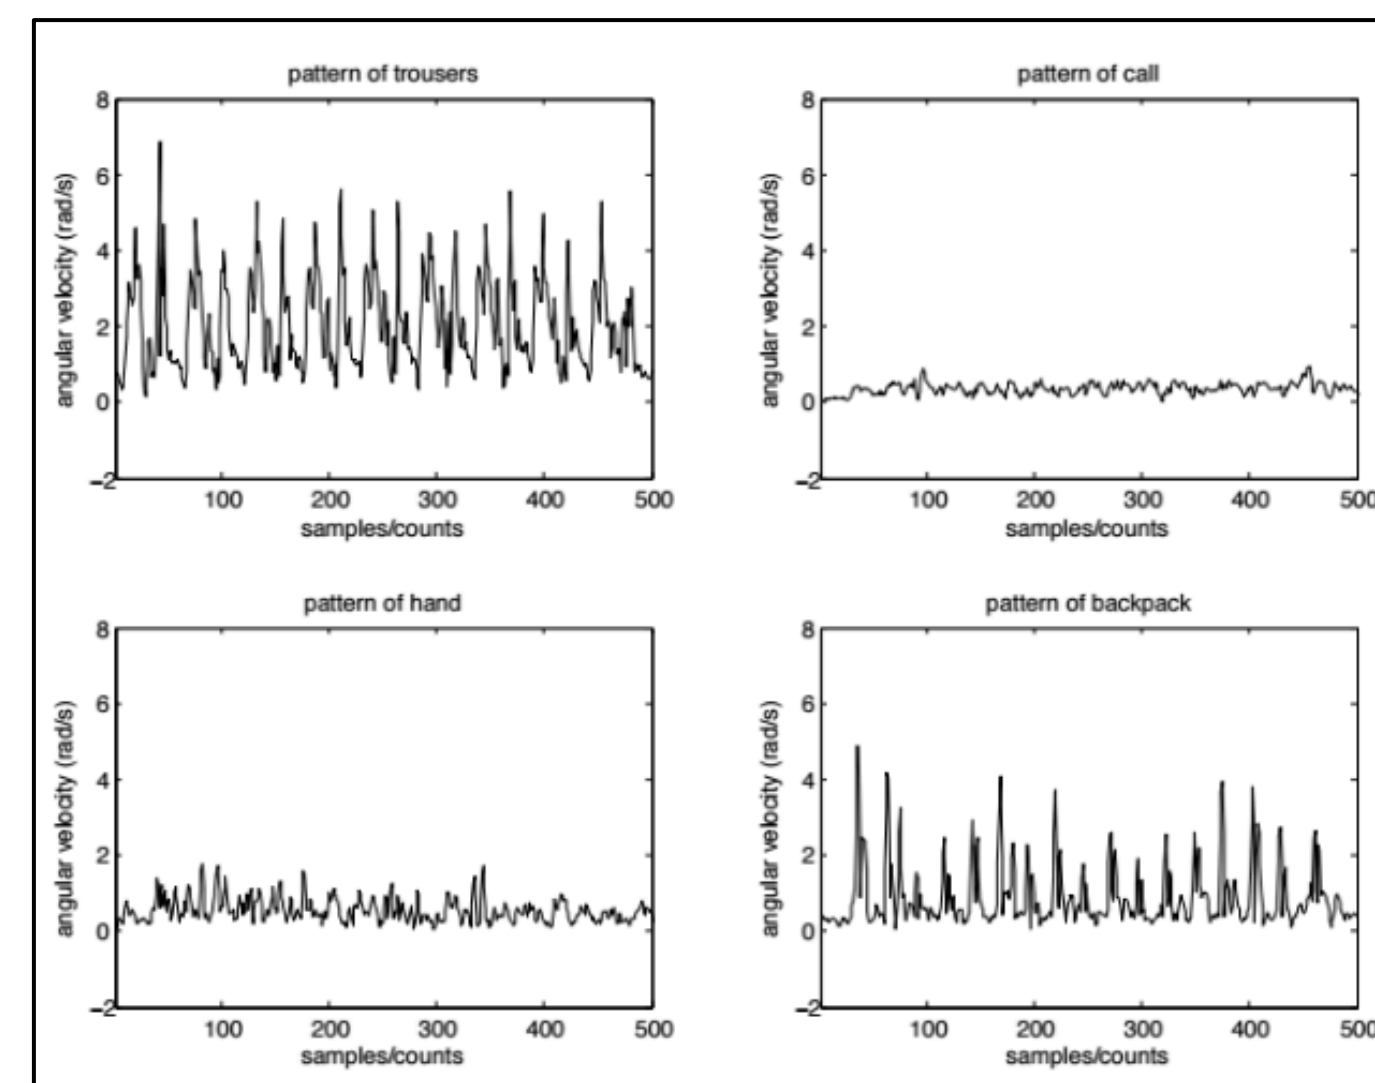 pattern of trousers
8
6
4
2
0
−2
angular velocity (rad/s)
100 200 300 400 500
samples/counts
pattern of call
8
6
4
2
0
−2
angular velocity (rad/s)
100 200 300 400 500
samples/counts
pattern of hand
8
6
4
2
0
−2
angular velocity (rad/s)
100 200 300 400 500
samples/counts
pattern of backpack
8
6
4
2
0
−2
angular velocity (rad/s)
100 200 300 400 500
samples/counts